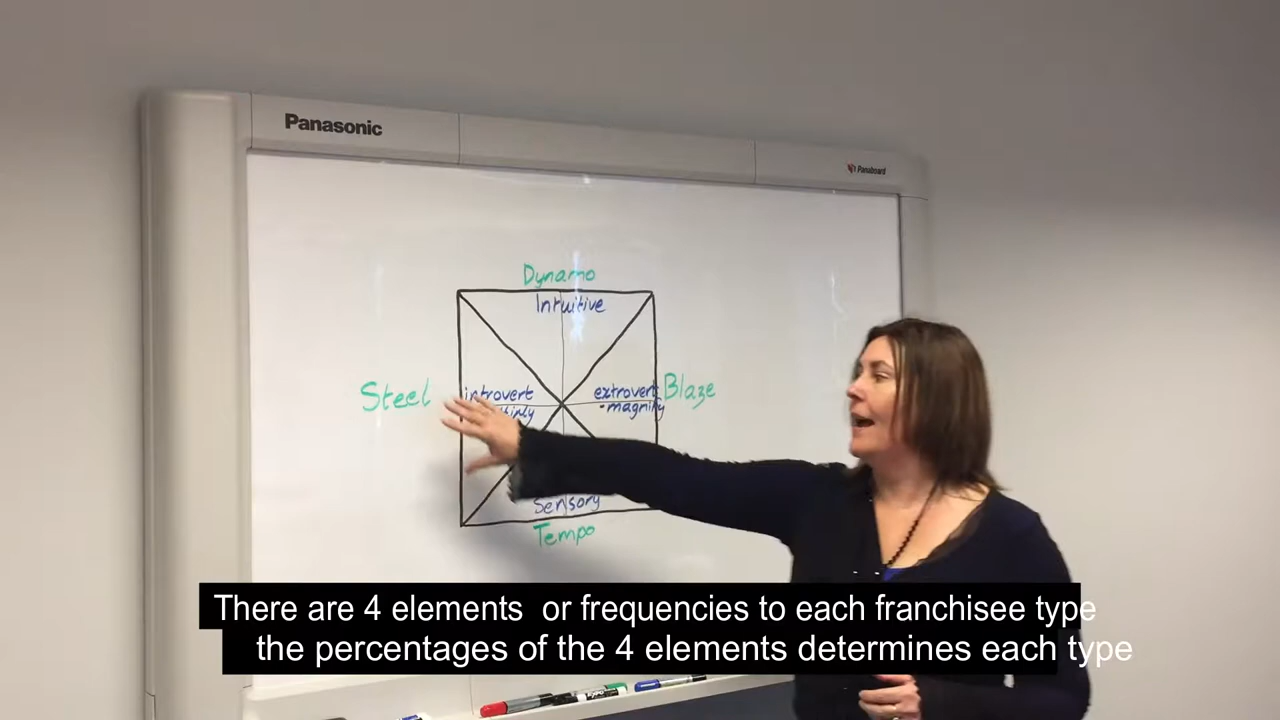 Panasonic
Panaboard
Dynamo
Intuitive
Steel
introvert
extrovert
Blaze
-magnify
Sensory
Tempo
There are 4 elements or frequencies to each franchisee type
the percentages of the 4 elements determines each type